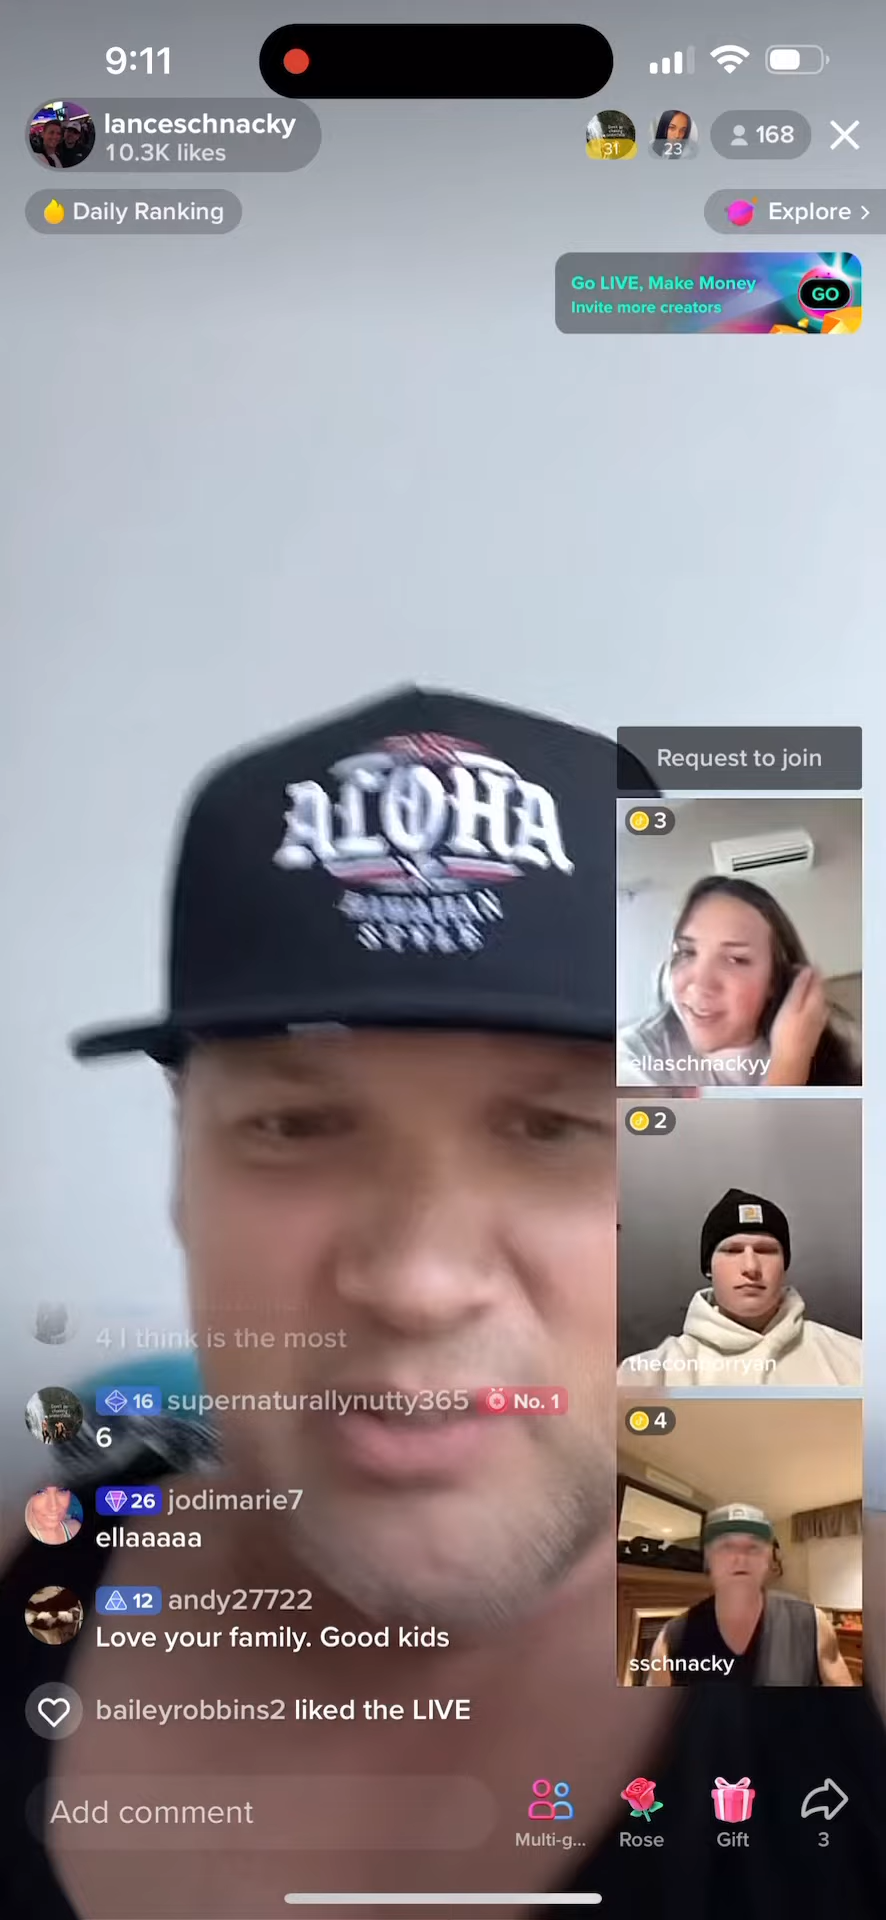 9:11
lanceschnacky
10.3K likes
31
23
168
Daily Ranking
Explore >
Go LIVE, Make Money
Invite more creators
GO
ALOHA
HAWAIIAN
STYLE
Request to join
3
ellaschnackyy
2
theconnorryan
4
sschnacky
4 I think is the most
16 supernaturallynutty365 No. 1
6
26 jodimarie7
ellaaaaa
12 andy27722
Love your family. Good kids
baileyrobbins2 liked the LIVE
Add comment
Multi-g...
Rose
Gift
3